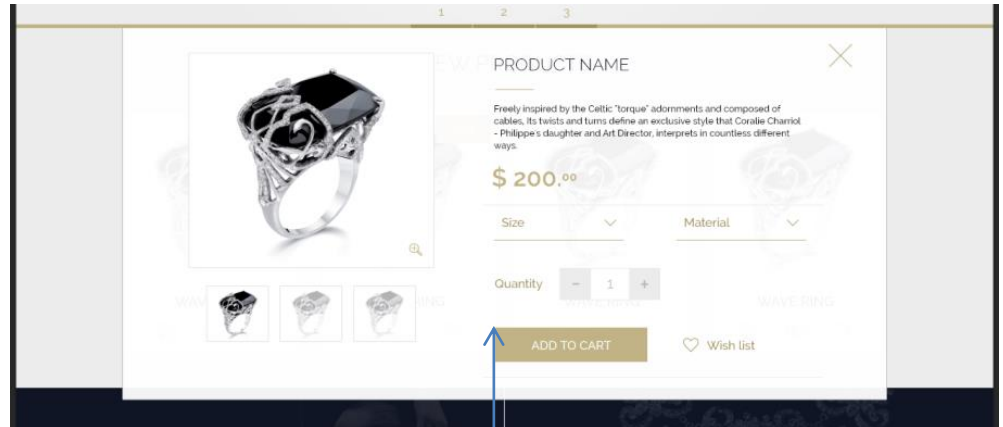 1 2 3
PRODUCT NAME
Freely inspired by the Celtic "torque" adornments and composed of
cables, Its twists and turns define an exclusive style that Coralie Charriol
- Philippe's daughter and Art Director, interprets in countless different
ways.
$ 200.00
Size Material
Quantity - 1 +
WAVE RING
ADD TO CART Wish list